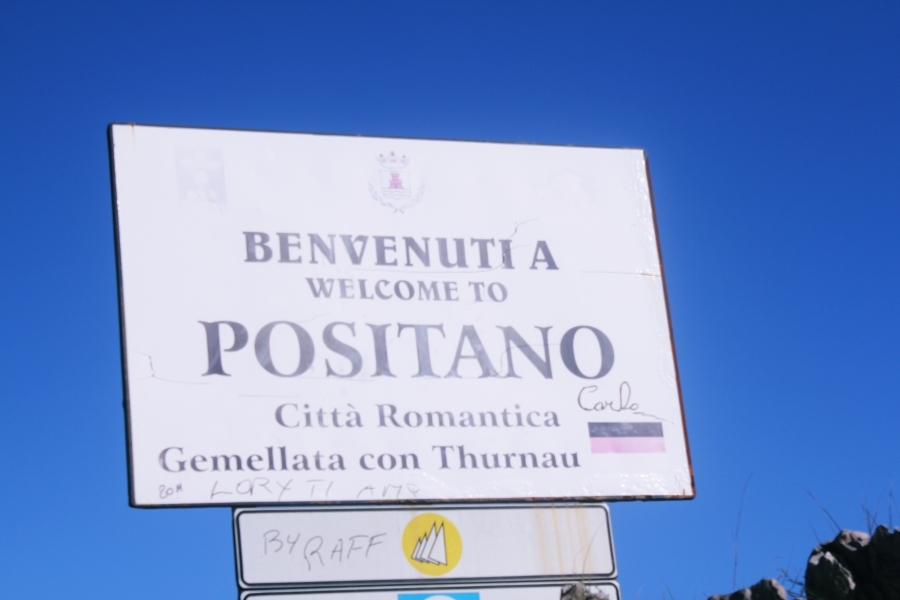 BENVENUTI A
WELCOME TO
POSITANO
Città Romantica
Carlo
Gemellata con Thurnau
LORY TI AMO
BY RAFF